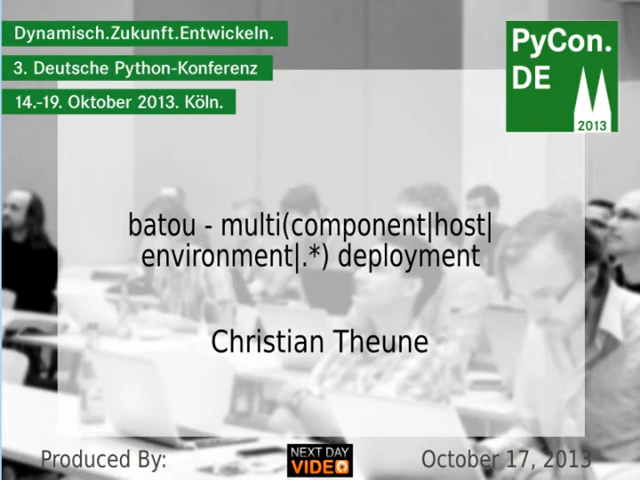 Dynamisch.Zukunft.Entwickeln.
3. Deutsche Python-Konferenz
14.-19. Oktober 2013. Köln.
PyCon.
DE
2013
batou - multi(component|host|
environment|.*) deployment
Christian Theune
Produced By:
NEXT DAY
VIDEO
October 17, 2013